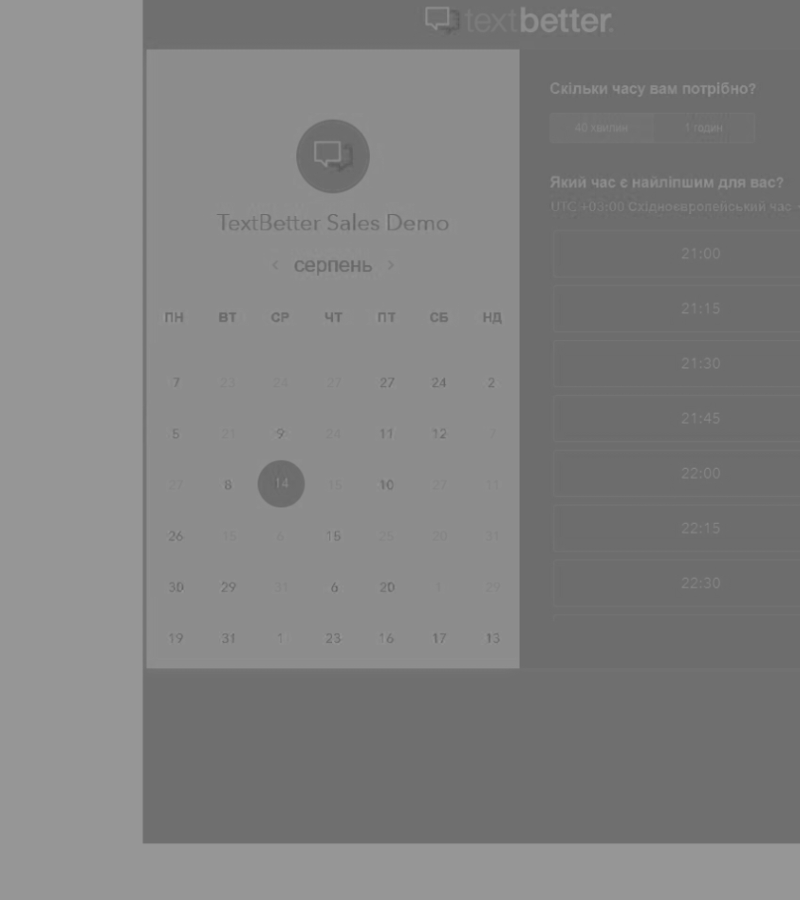 textbetter.
TextBetter Sales Demo
‹ серпень ›
ПН ВТ СР ЧТ ПТ СБ НД
7 23 24 27 27 24 2
5 21 9 24 11 12 7
27 8 14 15 10 27 11
26 15 6 15 25 20 31
30 29 31 6 20 1 29
19 31 1 23 16 17 13
Скільки часу вам потрібно?
40 хвилин 1 годин
Який час є найліпшим для вас?
UTC +03:00 Східноєвропейський час
21:00
21:15
21:30
21:45
22:00
22:15
22:30